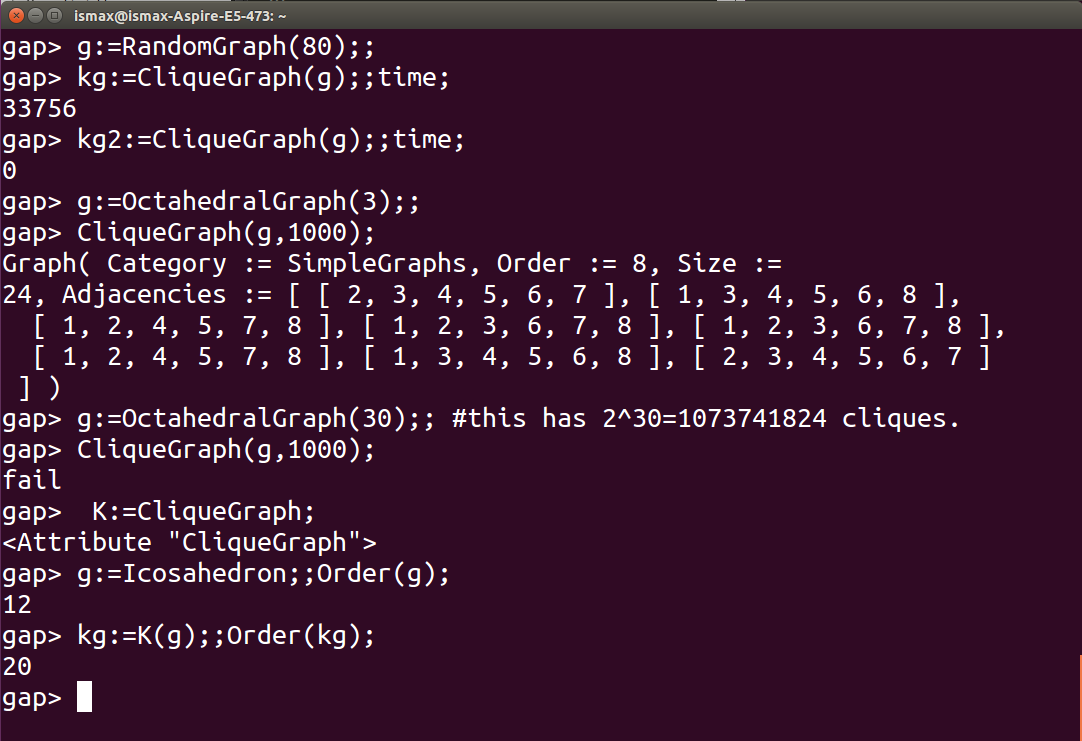 ismax@ismax-Aspire-E5-473: ~
gap> g:=RandomGraph(80);;
gap> kg:=CliqueGraph(g);;time;
33756
gap> kg2:=CliqueGraph(g);;time;
0
gap> g:=OctahedralGraph(3);;
gap> CliqueGraph(g,1000);
Graph( Category := SimpleGraphs, Order := 8, Size :=
24, Adjacencies := [ [ 2, 3, 4, 5, 6, 7 ], [ 1, 3, 4, 5, 6, 8 ],
  [ 1, 2, 4, 5, 7, 8 ], [ 1, 2, 3, 6, 7, 8 ], [ 1, 2, 3, 6, 7, 8 ],
  [ 1, 2, 4, 5, 7, 8 ], [ 1, 3, 4, 5, 6, 8 ], [ 2, 3, 4, 5, 6, 7 ]
 ] )
gap> g:=OctahedralGraph(30);; #this has 2^30=1073741824 cliques.
gap> CliqueGraph(g,1000);
fail
gap>  K:=CliqueGraph;
<Attribute "CliqueGraph">
gap> g:=Icosahedron;;Order(g);
12
gap> kg:=K(g);;Order(kg);
20
gap>